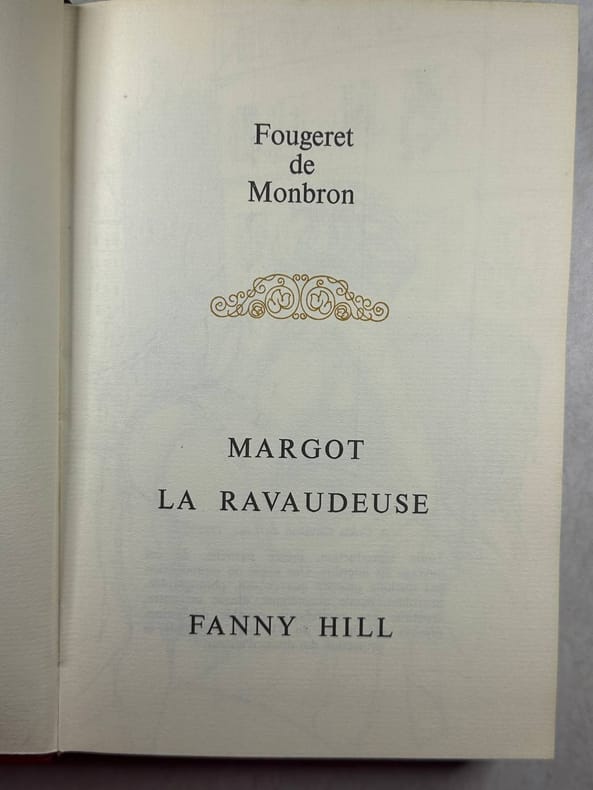 Fougeret
de
Monbron
MARGOT
LA RAVAUDEUSE
FANNY HILL